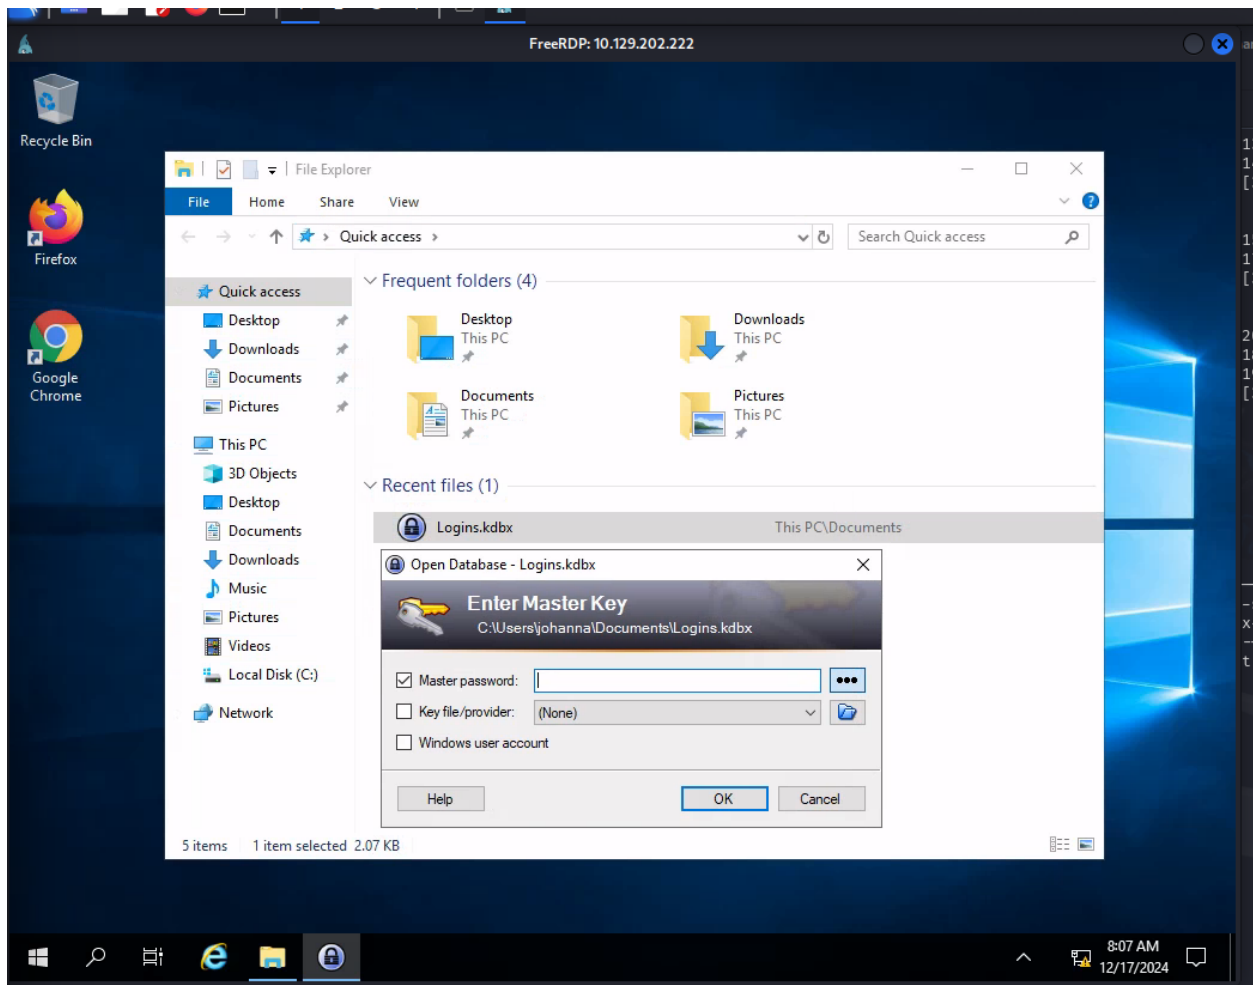 FreeRDP: 10.129.202.222
Recycle Bin
Firefox
Google
Chrome
File Explorer
File Home Share View
Quick access
Search Quick access
Quick access
Desktop
Downloads
Documents
Pictures
This PC
3D Objects
Desktop
Documents
Downloads
Music
Pictures
Videos
Local Disk (C:)
Network
Frequent folders (4)
Desktop
This PC
Downloads
This PC
Documents
This PC
Pictures
This PC
Recent files (1)
Logins.kdbx This PC\Documents
Open Database - Logins.kdbx
Enter Master Key
C:\Users\johanna\Documents\Logins.kdbx
Master password:
Key file/provider: (None)
Windows user account
Help OK Cancel
5 items 1 item selected 2.07 KB
8:07 AM
12/17/2024